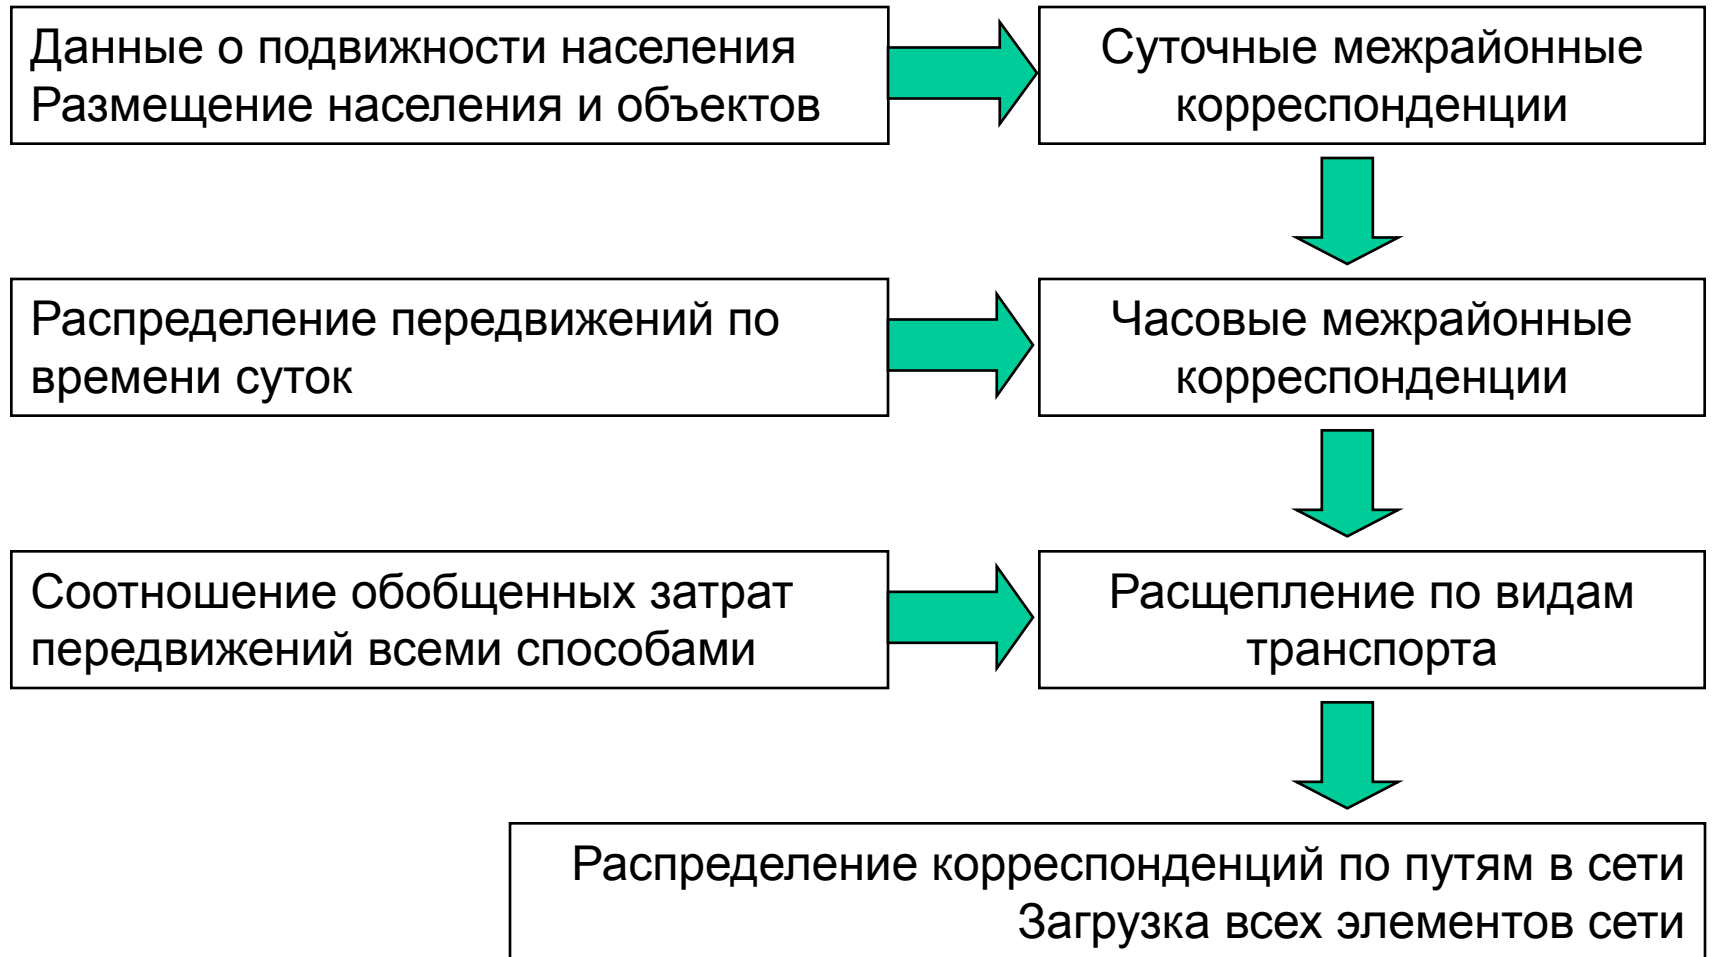 Данные о подвижности населения
Размещение населения и объектов
Суточные межрайонные
корреспонденции
Распределение передвижений по
времени суток
Часовые межрайонные
корреспонденции
Соотношение обобщенных затрат
передвижений всеми способами
Расщепление по видам
транспорта
Распределение корреспонденций по путям в сети
Загрузка всех элементов сети